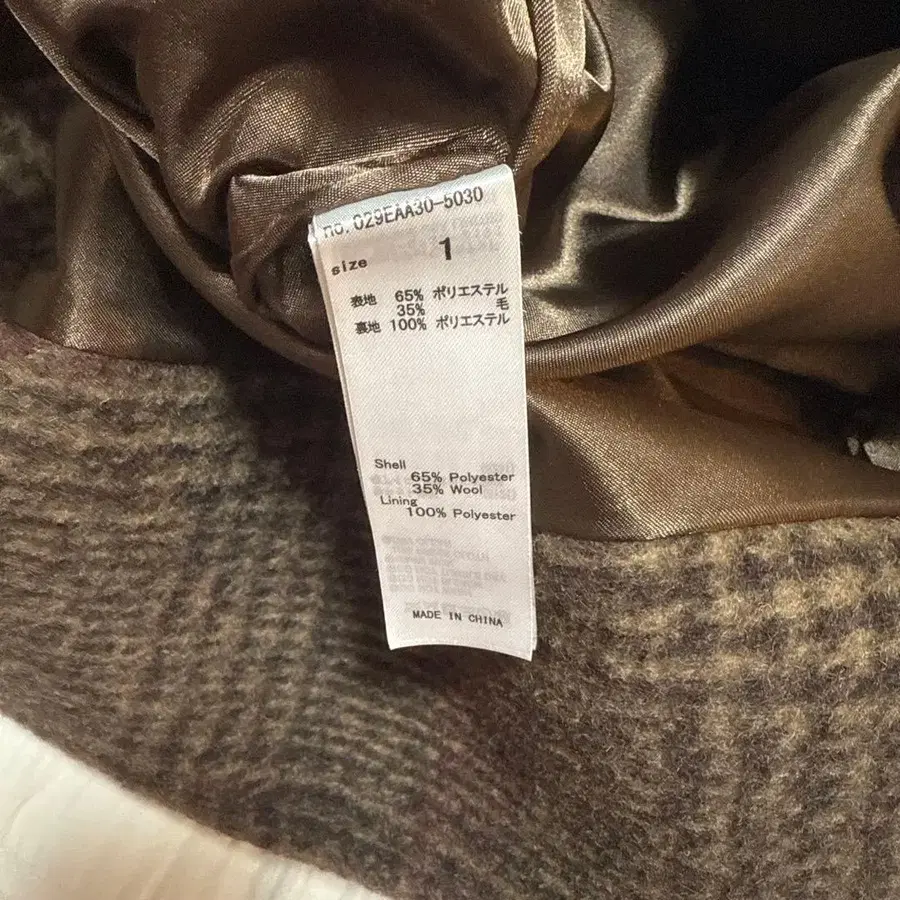 no. 029EAA30-5030
size 1
表地 65% ポリエステル
35% 毛
裏地 100% ポリエステル
Shell
65% Polyester
35% Wool
Lining
100% Polyester
MADE IN CHINA